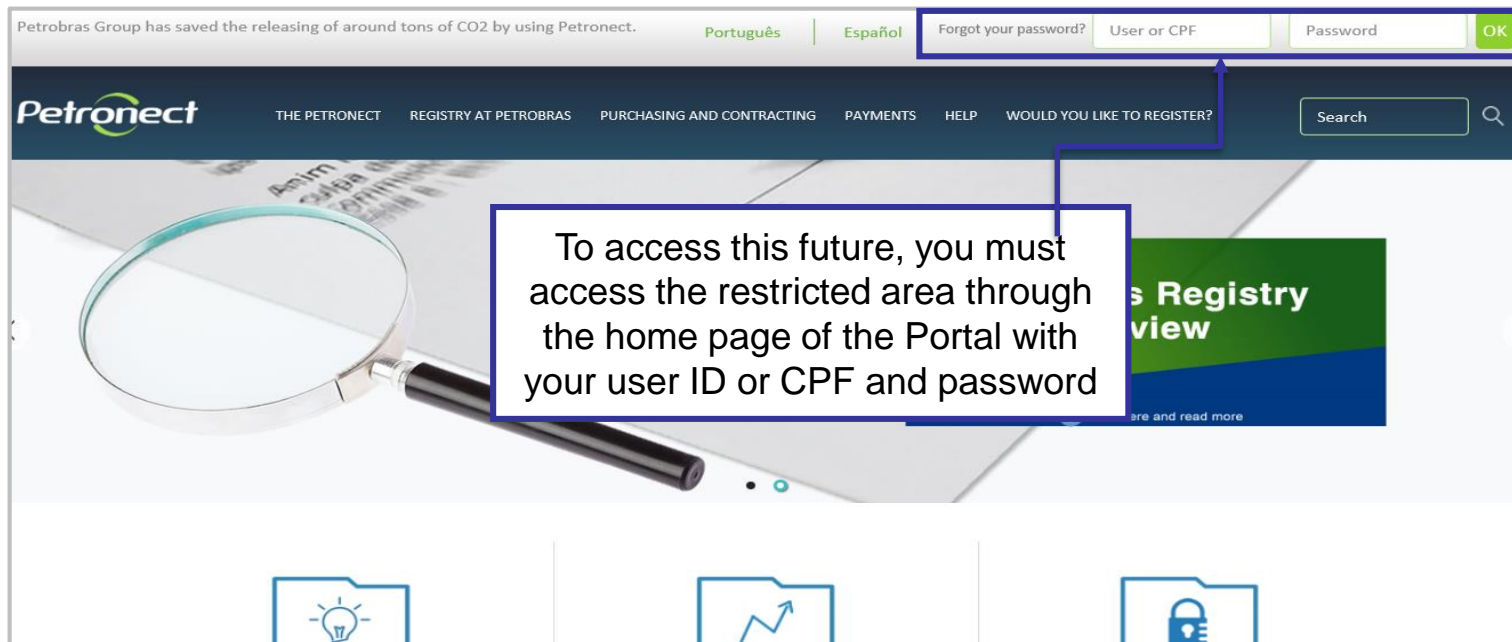 Petrobras Group has saved the releasing of around tons of CO2 by using Petronect.
Português
Español
Forgot your password?
User or CPF
Password
OK
Petronect
THE PETRONECT
REGISTRY AT PETROBRAS
PURCHASING AND CONTRACTING
PAYMENTS
HELP
WOULD YOU LIKE TO REGISTER?
Search
Anim
culpa
To access this future, you must
access the restricted area through
the home page of the Portal with
your user ID or CPF and password
s Registry
view
ere and read more